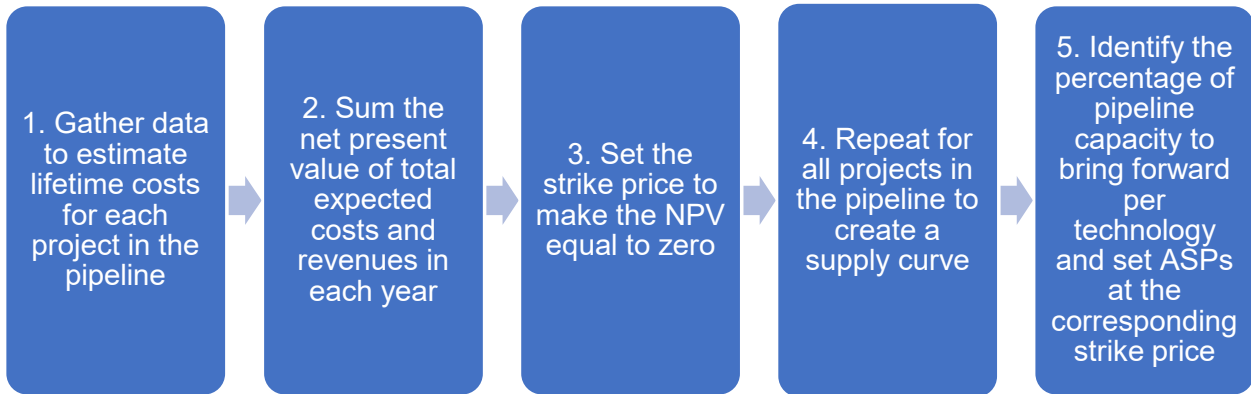 1. Gather data
to estimate
lifetime costs
for each
project in the
pipeline
2. Sum the
net present
value of total
expected
costs and
revenues in
each year
3. Set the
strike price to
make the NPV
equal to zero
4. Repeat for
all projects in
the pipeline to
create a
supply curve
5. Identify the
percentage of
pipeline
capacity to
bring forward
per
technology
and set ASPs
at the
corresponding
strike price